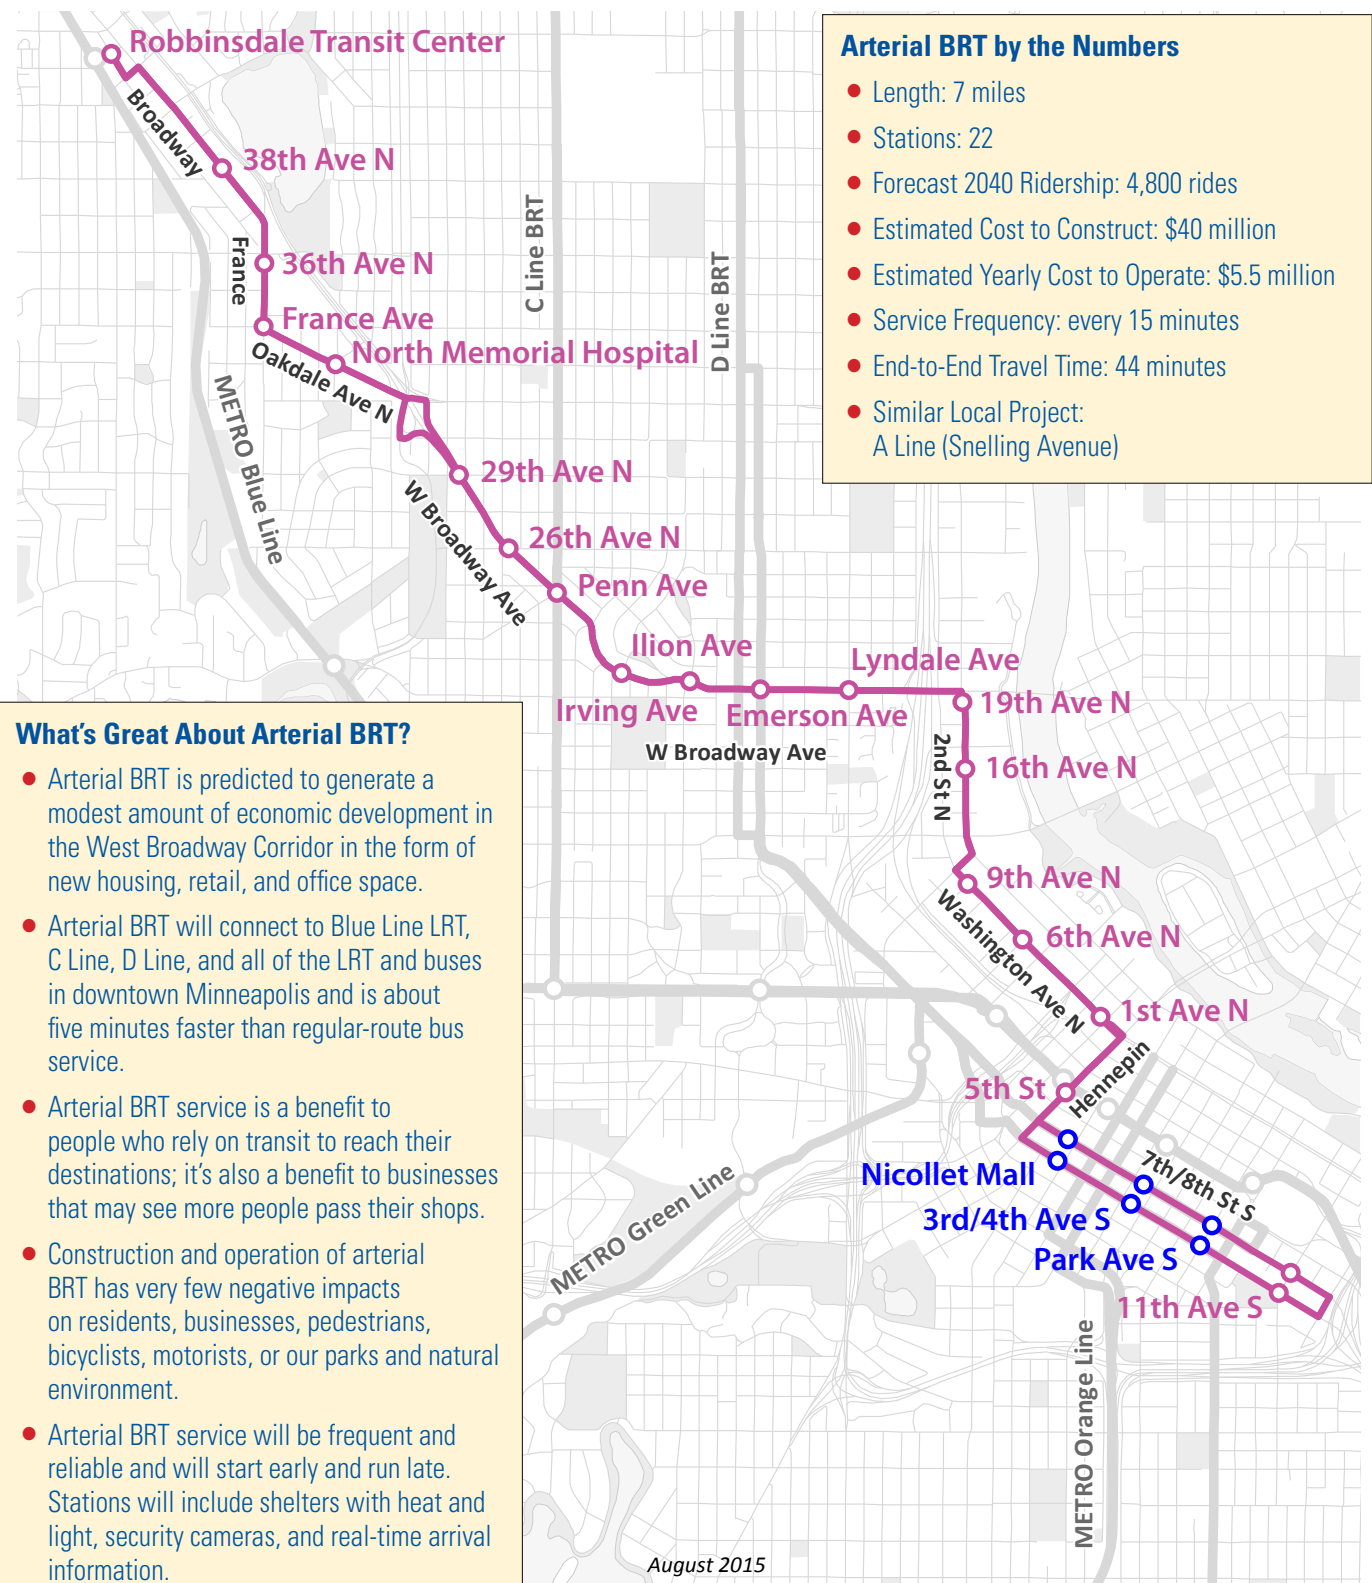 Robbinsdale Transit Center
Broadway
38th Ave N
France
36th Ave N
France Ave
Oakdale Ave N
North Memorial Hospital
METRO Blue Line
C Line BRT
D Line BRT
29th Ave N
W Broadway Ave
26th Ave N
Penn Ave
Ilion Ave
Irving Ave
Emerson Ave
Lyndale Ave
W Broadway Ave
19th Ave N
2nd St N
16th Ave N
9th Ave N
Washington Ave N
6th Ave N
1st Ave N
Hennepin
5th St
Nicollet Mall
7th/8th St S
3rd/4th Ave S
Park Ave S
11th Ave S
METRO Green Line
METRO Orange Line
Arterial BRT by the Numbers
• Length: 7 miles
• Stations: 22
• Forecast 2040 Ridership: 4,800 rides
• Estimated Cost to Construct: $40 million
• Estimated Yearly Cost to Operate: $5.5 million
• Service Frequency: every 15 minutes
• End-to-End Travel Time: 44 minutes
• Similar Local Project:
A Line (Snelling Avenue)
What's Great About Arterial BRT?
• Arterial BRT is predicted to generate a
modest amount of economic development in
the West Broadway Corridor in the form of
new housing, retail, and office space.
• Arterial BRT will connect to Blue Line LRT,
C Line, D Line, and all of the LRT and buses
in downtown Minneapolis and is about
five minutes faster than regular-route bus
service.
• Arterial BRT service is a benefit to
people who rely on transit to reach their
destinations; it's also a benefit to businesses
that may see more people pass their shops.
• Construction and operation of arterial
BRT has very few negative impacts
on residents, businesses, pedestrians,
bicyclists, motorists, or our parks and natural
environment.
• Arterial BRT service will be frequent and
reliable and will start early and run late.
Stations will include shelters with heat and
light, security cameras, and real-time arrival
information.
August 2015